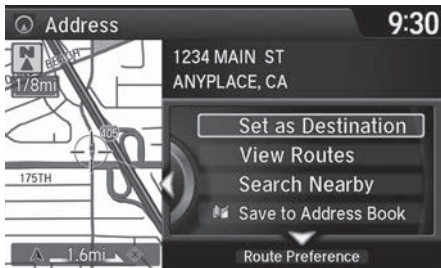 Address
9:30
N
1/8mi
BEACH
405
175TH
1.6mi
1234 MAIN ST
ANYPLACE, CA
Set as Destination
View Routes
Search Nearby
Save to Address Book
Route Preference